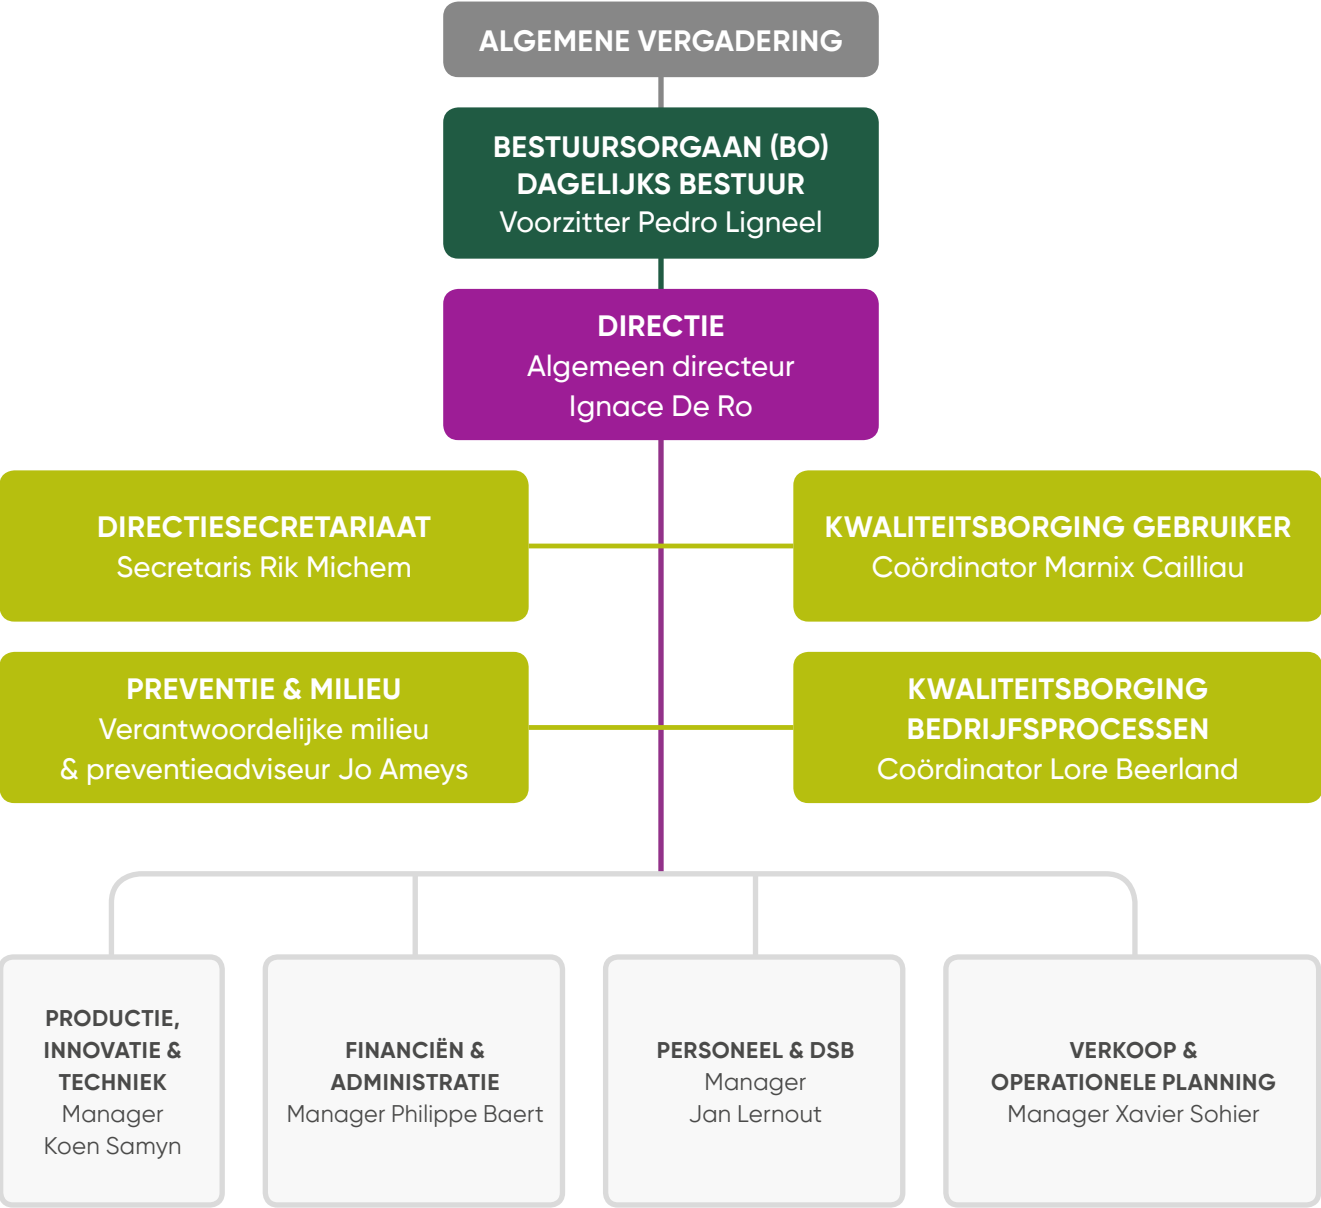 ALGEMENE VERGADERING
BESTUURSORGAAN (BO)
DAGELIJKS BESTUUR
Voorzitter Pedro Ligneel
DIRECTIE
Algemeen directeur
Ignace De Ro
DIRECTIESECRETARIAAT
Secretaris Rik Michem
KWALITEITSBORGING GEBRUIKER
Coördinator Marnix Cailliau
PREVENTIE & MILIEU
Verantwoordelijke milieu
& preventieadviseur Jo Ameys
KWALITEITSBORGING
BEDRIJFSPROCESSEN
Coördinator Lore Beerland
PRODUCTIE,
INNOVATIE &
TECHNIEK
Manager
Koen Samyn
FINANCIËN &
ADMINISTRATIE
Manager Philippe Baert
PERSONEEL & DSB
Manager
Jan Lernout
VERKOOP &
OPERATIONELE PLANNING
Manager Xavier Sohier